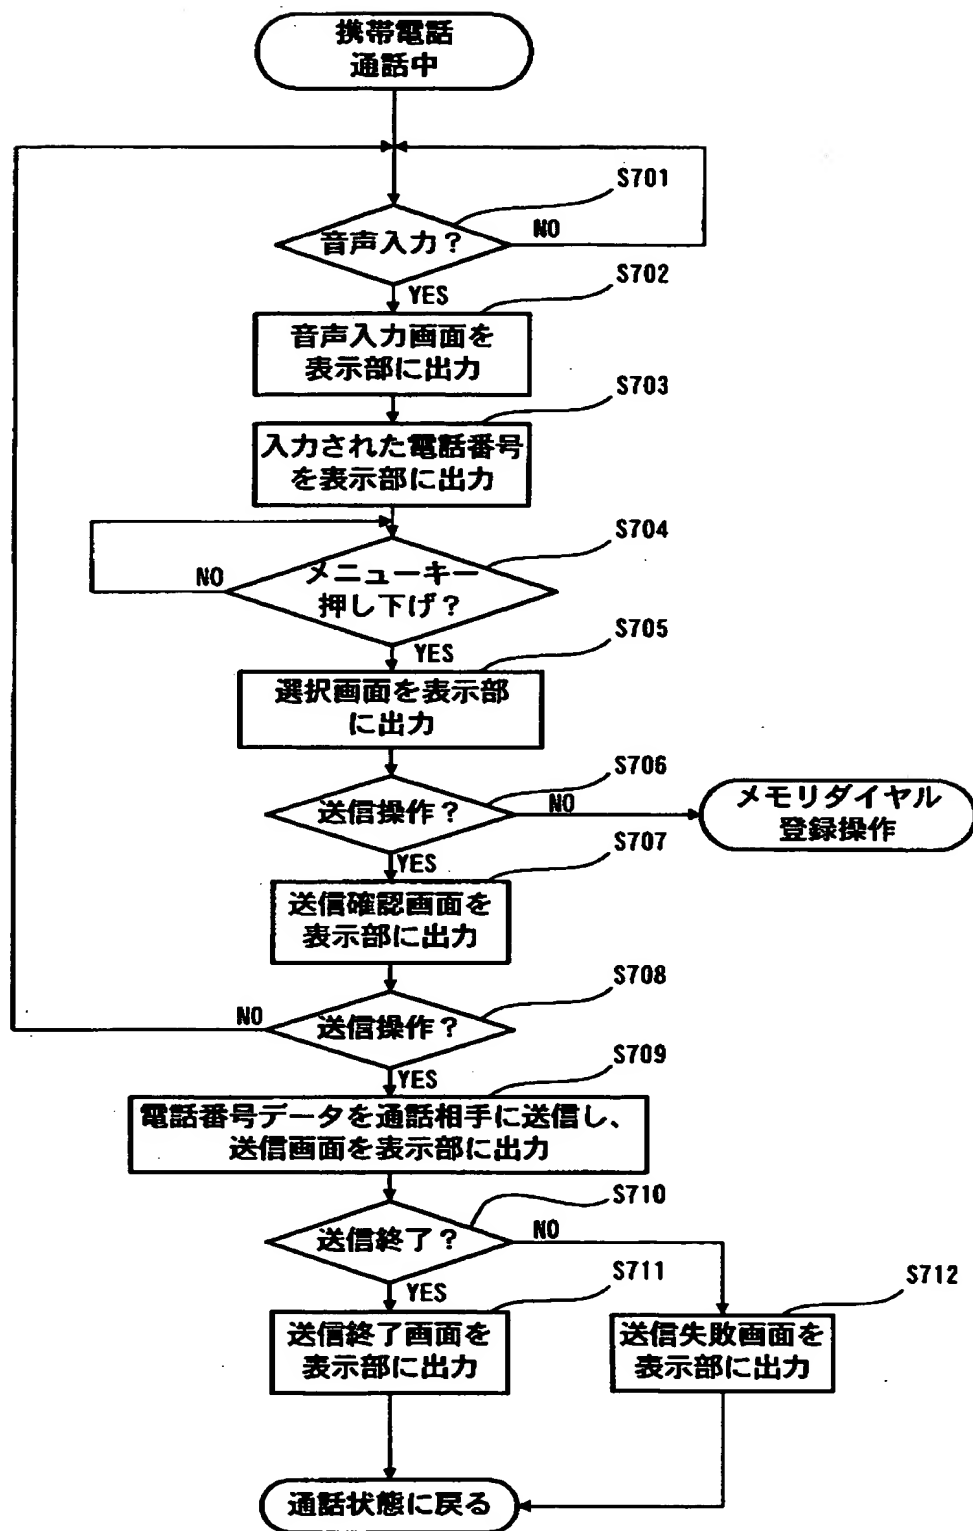 携帯電話
通話中
S701
音声入力？
NO
S702
YES
音声入力画面を
表示部に出力
S703
入力された電話番号
を表示部に出力
S704
NO
メニューキー
押し下げ？
S705
YES
選択画面を表示部
に出力
S706
送信操作？
NO
メモリダイヤル
登録操作
S707
YES
送信確認画面を
表示部に出力
S708
NO
送信操作？
S709
YES
電話番号データを通話相手に送信し、
送信画面を表示部に出力
S710
送信終了？
NO
S711
S712
YES
送信終了画面を
表示部に出力
送信失敗画面を
表示部に出力
通話状態に戻る